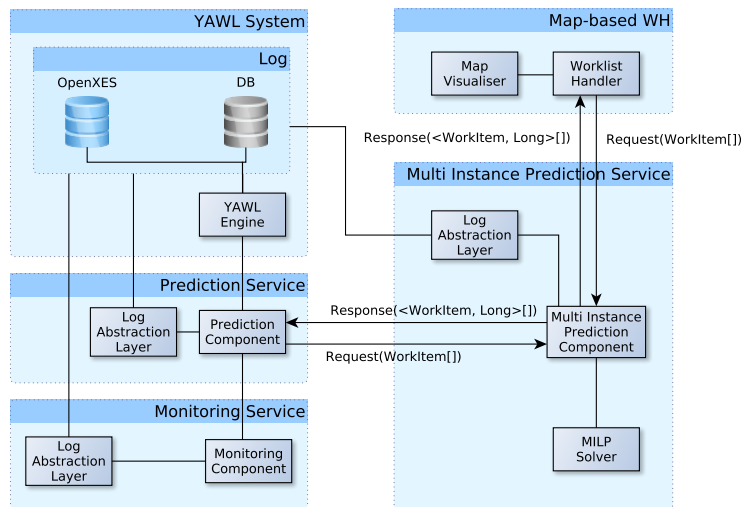 YAWL System
Log
OpenXES
DB
YAWL
Engine
Prediction Service
Log
Abstraction
Layer
Prediction
Component
Monitoring Service
Log
Abstraction
Layer
Monitoring
Component
Map-based WH
Map
Visualiser
Worklist
Handler
Response(<WorkItem, Long>[])
Request(WorkItem[])
Multi Instance Prediction Service
Log
Abstraction
Layer
Response(<WorkItem, Long>[])
Request(WorkItem[])
Multi Instance
Prediction
Component
MILP
Solver